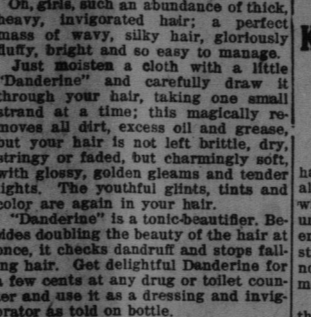 Oh, girls, such an abundance of thick,
heavy, invigorated hair; a perfect
mass of wavy, silky hair, gloriously
fluffy, bright and so easy to manage.
Just moisten a cloth with a little
"Danderine" and carefully draw it
through your hair, taking one small
strand at a time; this magically re-
moves all dirt, excess oil and grease,
but your hair is not left brittle, dry,
stringy or faded, but charmingly soft,
with glossy, golden gleams and tender
lights. The youthful glints, tints and
color are again in your hair.
"Danderine" is a tonic-beautifier. Be-
sides doubling the beauty of the hair at
once, it checks dandruff and stops fall-
ing hair. Get delightful Danderine for
a few cents at any drug or toilet coun-
ter and use it as a dressing and invig-
orator as told on bottle.